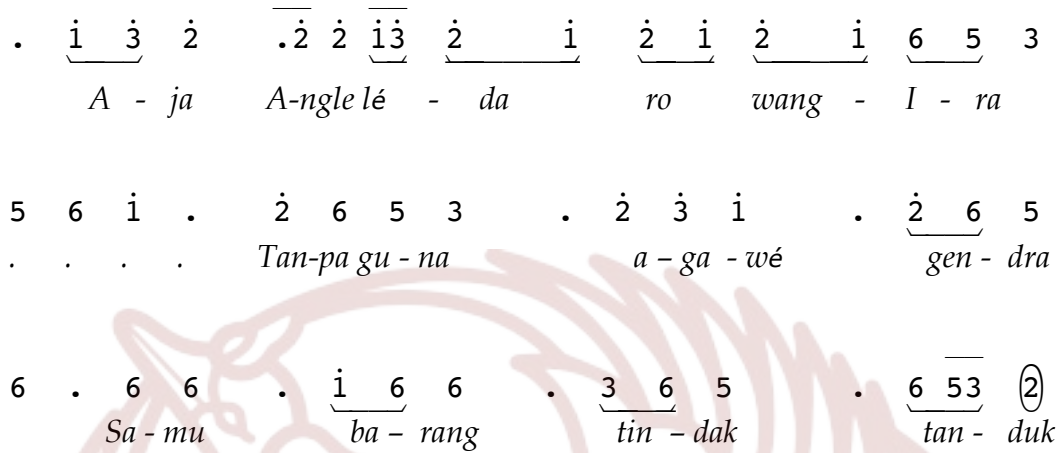 . i̇ 3̇ 2̇ .2̇ 2̇ i̇3̇ 2̇ i̇ 2̇ i̇ 2̇ i̇ 6 5 3
A - ja A-ngle lé - da ro wang - I - ra
5 6 i̇ . 2̇ 6 5 3 . 2̇ 3̇ i̇ . 2̇ 6 5
. . . . Tan-pa gu - na a – ga - wé gen - dra
6 . 6 6 . i̇ 6 6 . 3 6 5 . 6 53 2
Sa - mu ba – rang tin – dak tan - duk